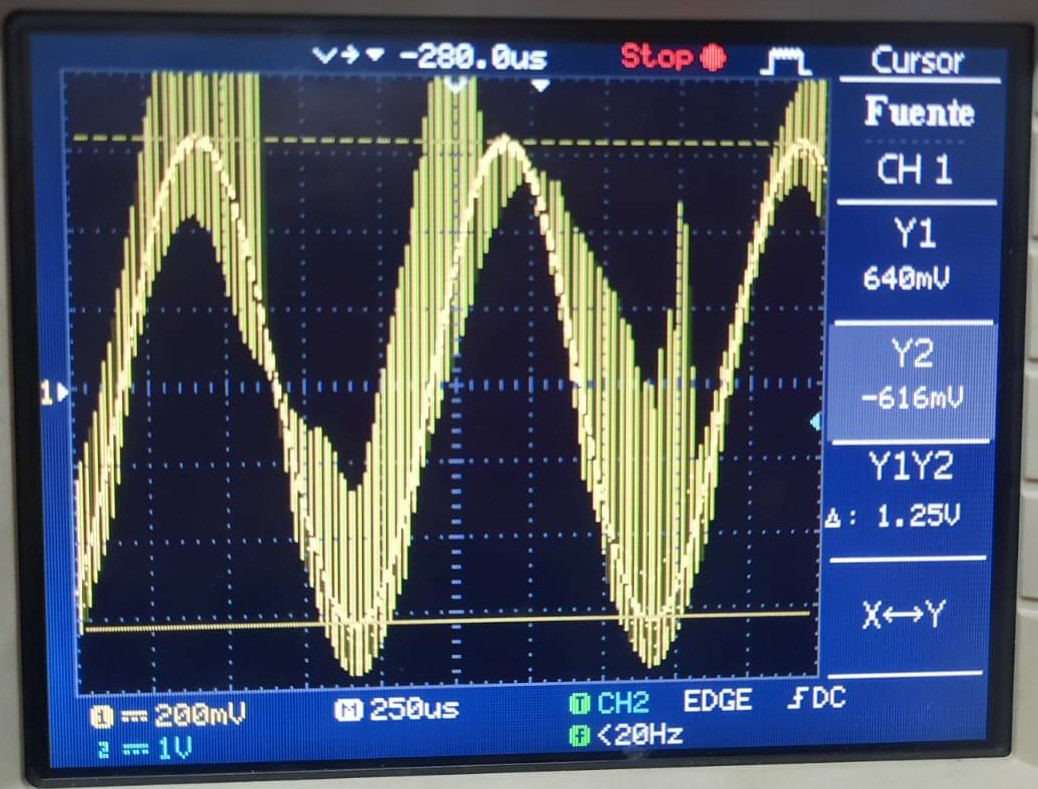 -280.0us
Stop
Cursor
Fuente
CH 1
Y1
640mV
Y2
-616mV
Y1Y2
Δ: 1.25V
X↔Y
1
1 200mV
M 250us
T CH2 EDGE DC
2 1V
f <20Hz